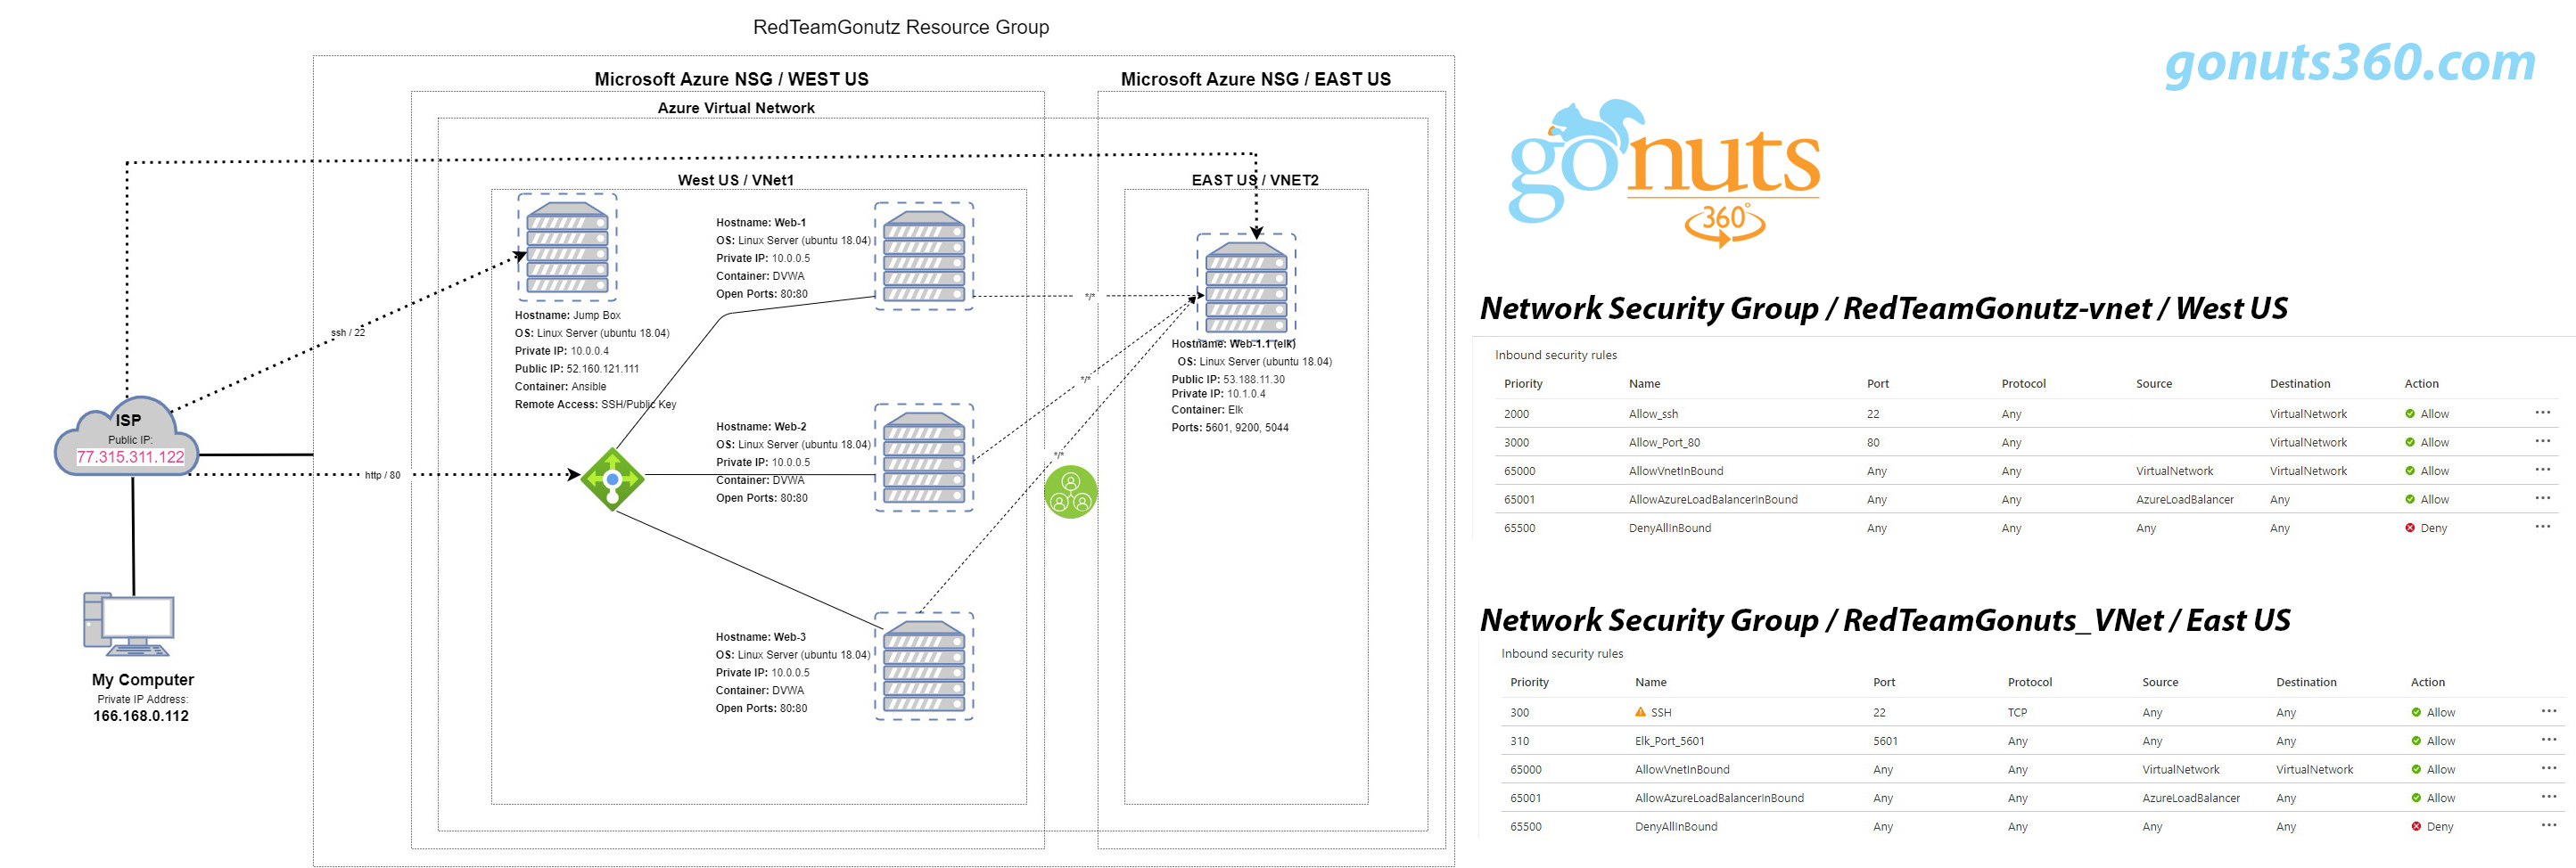 RedTeamGonutz Resource Group
Microsoft Azure NSG / WEST US
Microsoft Azure NSG / EAST US
Azure Virtual Network
West US / VNet1
EAST US / VNET2
Hostname: Jump Box
OS: Linux Server (ubuntu 18.04)
Private IP: 10.0.0.4
Public IP: 52.160.121.111
Container: Ansible
Remote Access: SSH/Public Key
Hostname: Web-1
OS: Linux Server (ubuntu 18.04)
Private IP: 10.0.0.5
Container: DVWA
Open Ports: 80:80
Hostname: Web-2
OS: Linux Server (ubuntu 18.04)
Private IP: 10.0.0.5
Container: DVWA
Open Ports: 80:80
Hostname: Web-3
OS: Linux Server (ubuntu 18.04)
Private IP: 10.0.0.5
Container: DVWA
Open Ports: 80:80
*/*
*/*
*/*
Hostname: Web-1.1 (elk)
OS: Linux Server (ubuntu 18.04)
Public IP: 53.188.11.30
Private IP: 10.1.0.4
Container: Elk
Ports: 5601, 9200, 5044
ssh / 22
http / 80
ISP
Public IP:
77.315.311.122
My Computer
Private IP Address:
166.168.0.112
gonuts360.com
gonuts
360°
Network Security Group / RedTeamGonutz-vnet / West US
Inbound security rules
Priority Name Port Protocol Source Destination Action
2000 Allow_ssh 22 Any VirtualNetwork Allow ...
3000 Allow_Port_80 80 Any VirtualNetwork Allow ...
65000 AllowVnetInBound Any Any VirtualNetwork VirtualNetwork Allow ...
65001 AllowAzureLoadBalancerInBound Any Any AzureLoadBalancer Any Allow ...
65500 DenyAllInBound Any Any Any Any Deny ...
Network Security Group / RedTeamGonuts_VNet / East US
Inbound security rules
Priority Name Port Protocol Source Destination Action
300 SSH 22 TCP Any Any Allow ...
310 Elk_Port_5601 5601 Any Any Any Allow ...
65000 AllowVnetInBound Any Any VirtualNetwork VirtualNetwork Allow ...
65001 AllowAzureLoadBalancerInBound Any Any AzureLoadBalancer Any Allow ...
65500 DenyAllInBound Any Any Any Any Deny ...